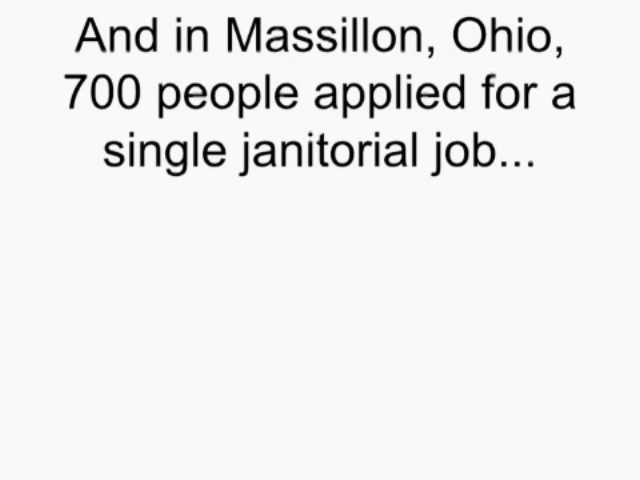 And in Massillon, Ohio,
700 people applied for a
single janitorial job...